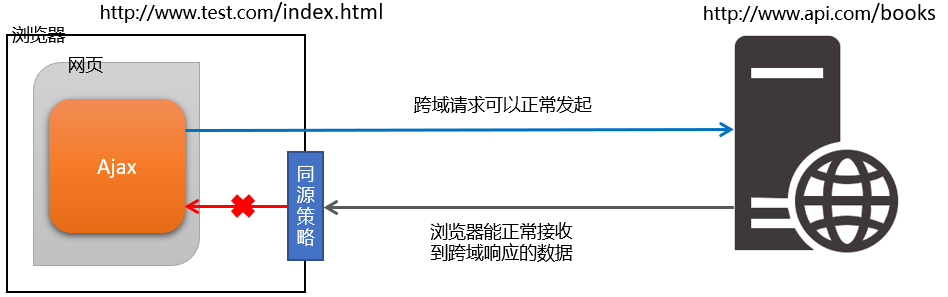 http://www.test.com/index.html
http://www.api.com/books
浏览器
网页
跨域请求可以正常发起
Ajax
同
源
策
略
浏览器能正常接收
到跨域响应的数据